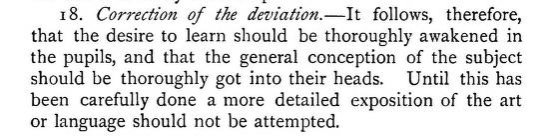 18. Correction of the deviation.—It follows, therefore,
that the desire to learn should be thoroughly awakened in
the pupils, and that the general conception of the subject
should be thoroughly got into their heads. Until this has
been carefully done a more detailed exposition of the art
or language should not be attempted.